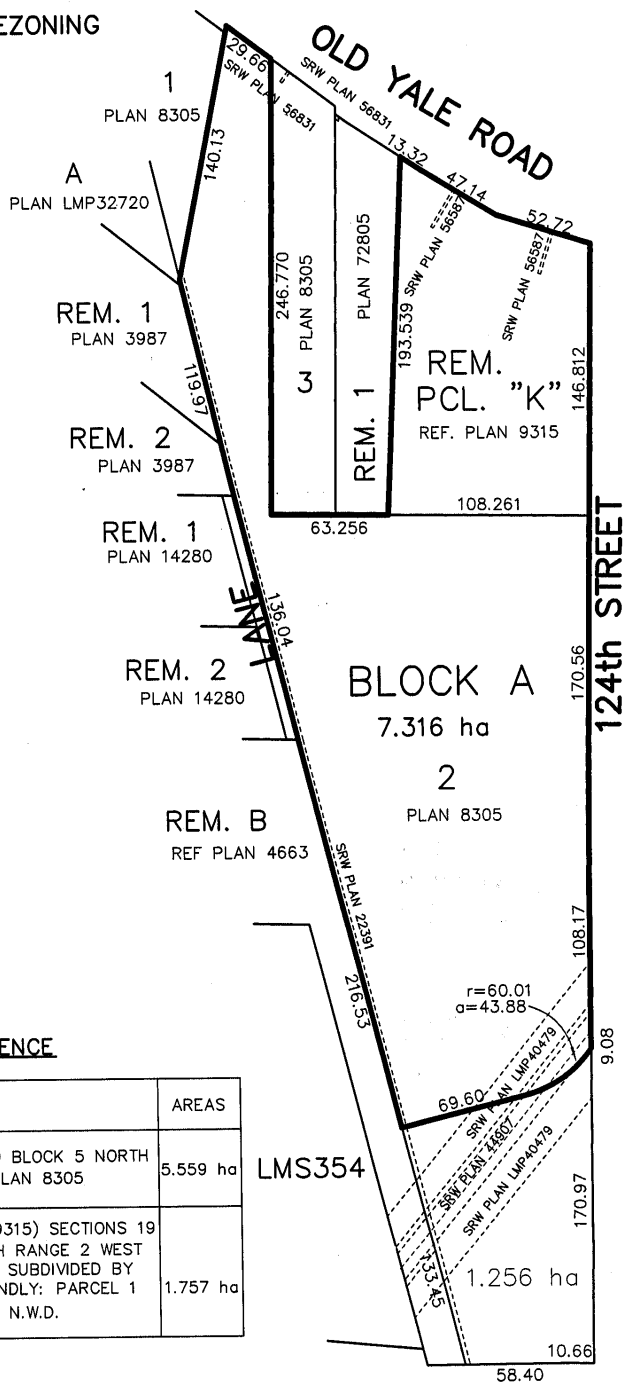 EZONING
OLD YALE ROAD
29.66
SRW PLAN 56831
SRW PLAN 56831
1
PLAN 8305
140.13
13.32
47.14
52.72
A
PLAN LMP32720
SRW PLAN 56587
SRW PLAN 56587
246.770
3
PLAN 8305
REM. 1
PLAN 72805
193.539
146.812
REM. 1
PLAN 3987
REM.
PCL. "K"
REF. PLAN 9315
119.97
REM. 2
PLAN 3987
108.261
63.256
REM. 1
PLAN 14280
LANE
136.04
124th STREET
170.56
REM. 2
PLAN 14280
BLOCK A
7.316 ha
2
PLAN 8305
REM. B
REF PLAN 4663
SRW PLAN 22391
216.53
108.17
r=60.01
a=43.88
9.08
69.60
SRW PLAN LMP40479
SRW PLAN 44907
SRW PLAN LMP40479
ENCE
AREAS
BLOCK 5 NORTH
LAN 8305
5.559 ha
LMS354
170.97
9315) SECTIONS 19
H RANGE 2 WEST
SUBDIVIDED BY
NDLY: PARCEL 1
N.W.D.
1.757 ha
1.256 ha
10.66
58.40